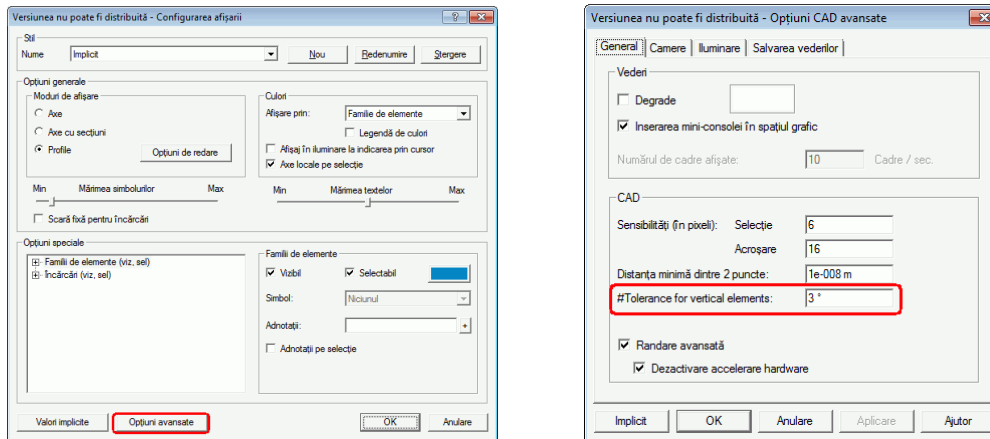 Versiunea nu poate fi distribuită - Configurarea afişării
Stil
Nume Implicit Nou Redenumire Ştergere
Opţiuni generale
Moduri de afişare
Axe
Axe cu secţiuni
Profile Opţiuni de redare
Culori
Afişare prin: Familie de elemente
Legendă de culori
Afişaj în iluminare la indicarea prin cursor
Axe locale pe selecţie
Min Mărimea simbolurilor Max
Min Mărimea textelor Max
Scară fixă pentru încărcări
Opţiuni speciale
Familii de elemente (viz, sel)
Încărcări (viz, sel)
Familii de elemente
Vizibil Selectabil
Simbol: Niciunul
Adnotaţii: +
Adnotaţii pe selecţie
Valori implicite Opţiuni avansate OK Anulare
Versiunea nu poate fi distribuită - Opţiuni CAD avansate
General Camere Iluminare Salvarea vederilor
Vederi
Degrade
Inserarea mini-consolei în spaţiul grafic
Numărul de cadre afişate: 10 Cadre / sec.
CAD
Sensibilităţi (în pixeli): Selecţie 6
Acroşare 16
Distanţa minimă dintre 2 puncte: 1e-008 m
#Tolerance for vertical elements: 3 °
Randare avansată
Dezactivare accelerare hardware
Implicit OK Anulare Aplicare Ajutor